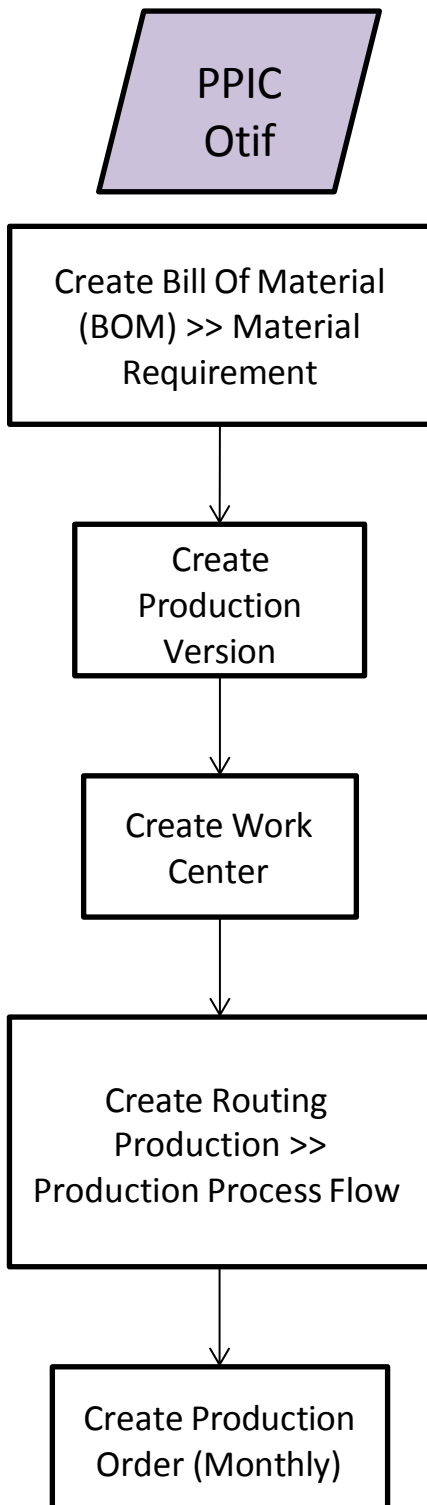 PPIC
Otif
Create Bill Of Material
(BOM) >> Material
Requirement
Create
Production
Version
Create Work
Center
Create Routing
Production >>
Production Process Flow
Create Production
Order (Monthly)